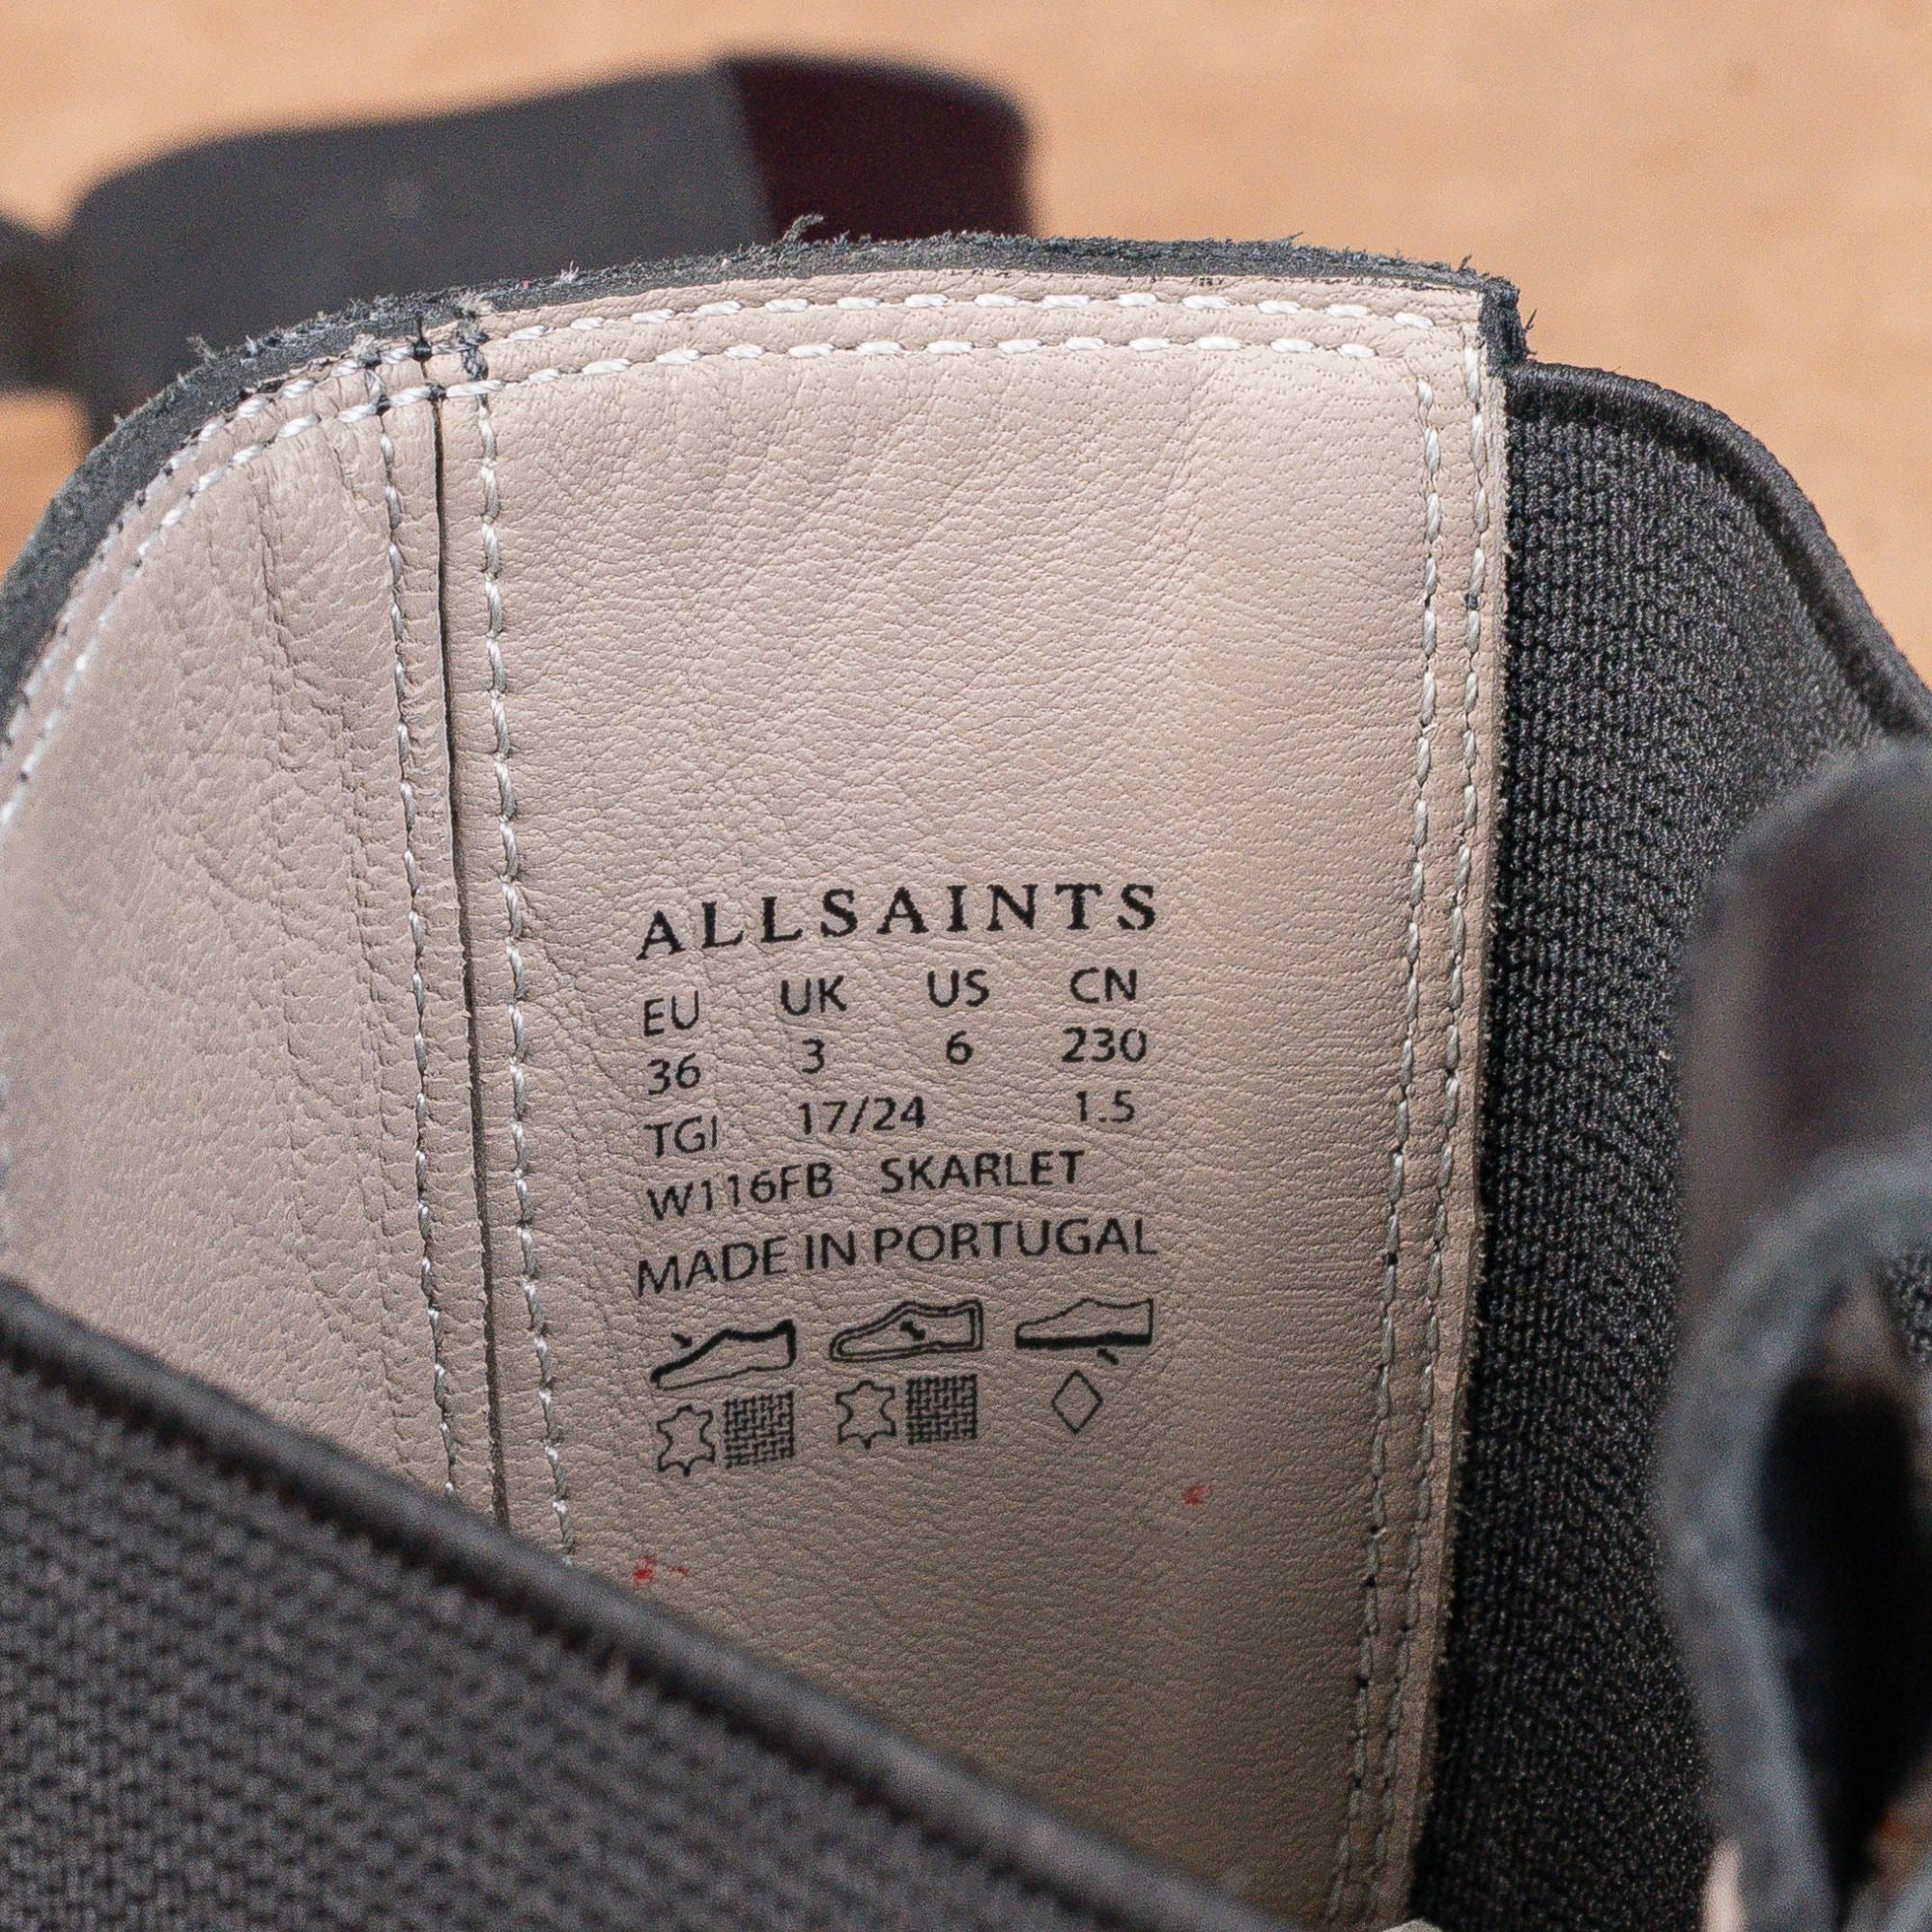 ALLSAINTS
EU UK US CN
36 3 6 230
TGI 17/24 1.5
W116FB SKARLET
MADE IN PORTUGAL